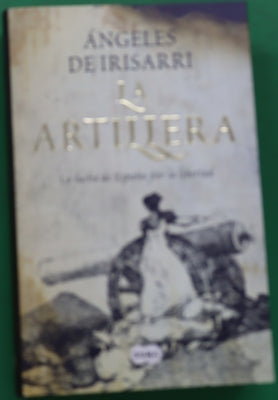 ÁNGELES
DE IRISARRI
LA
ARTILLERA
La lucha de España por la libertad